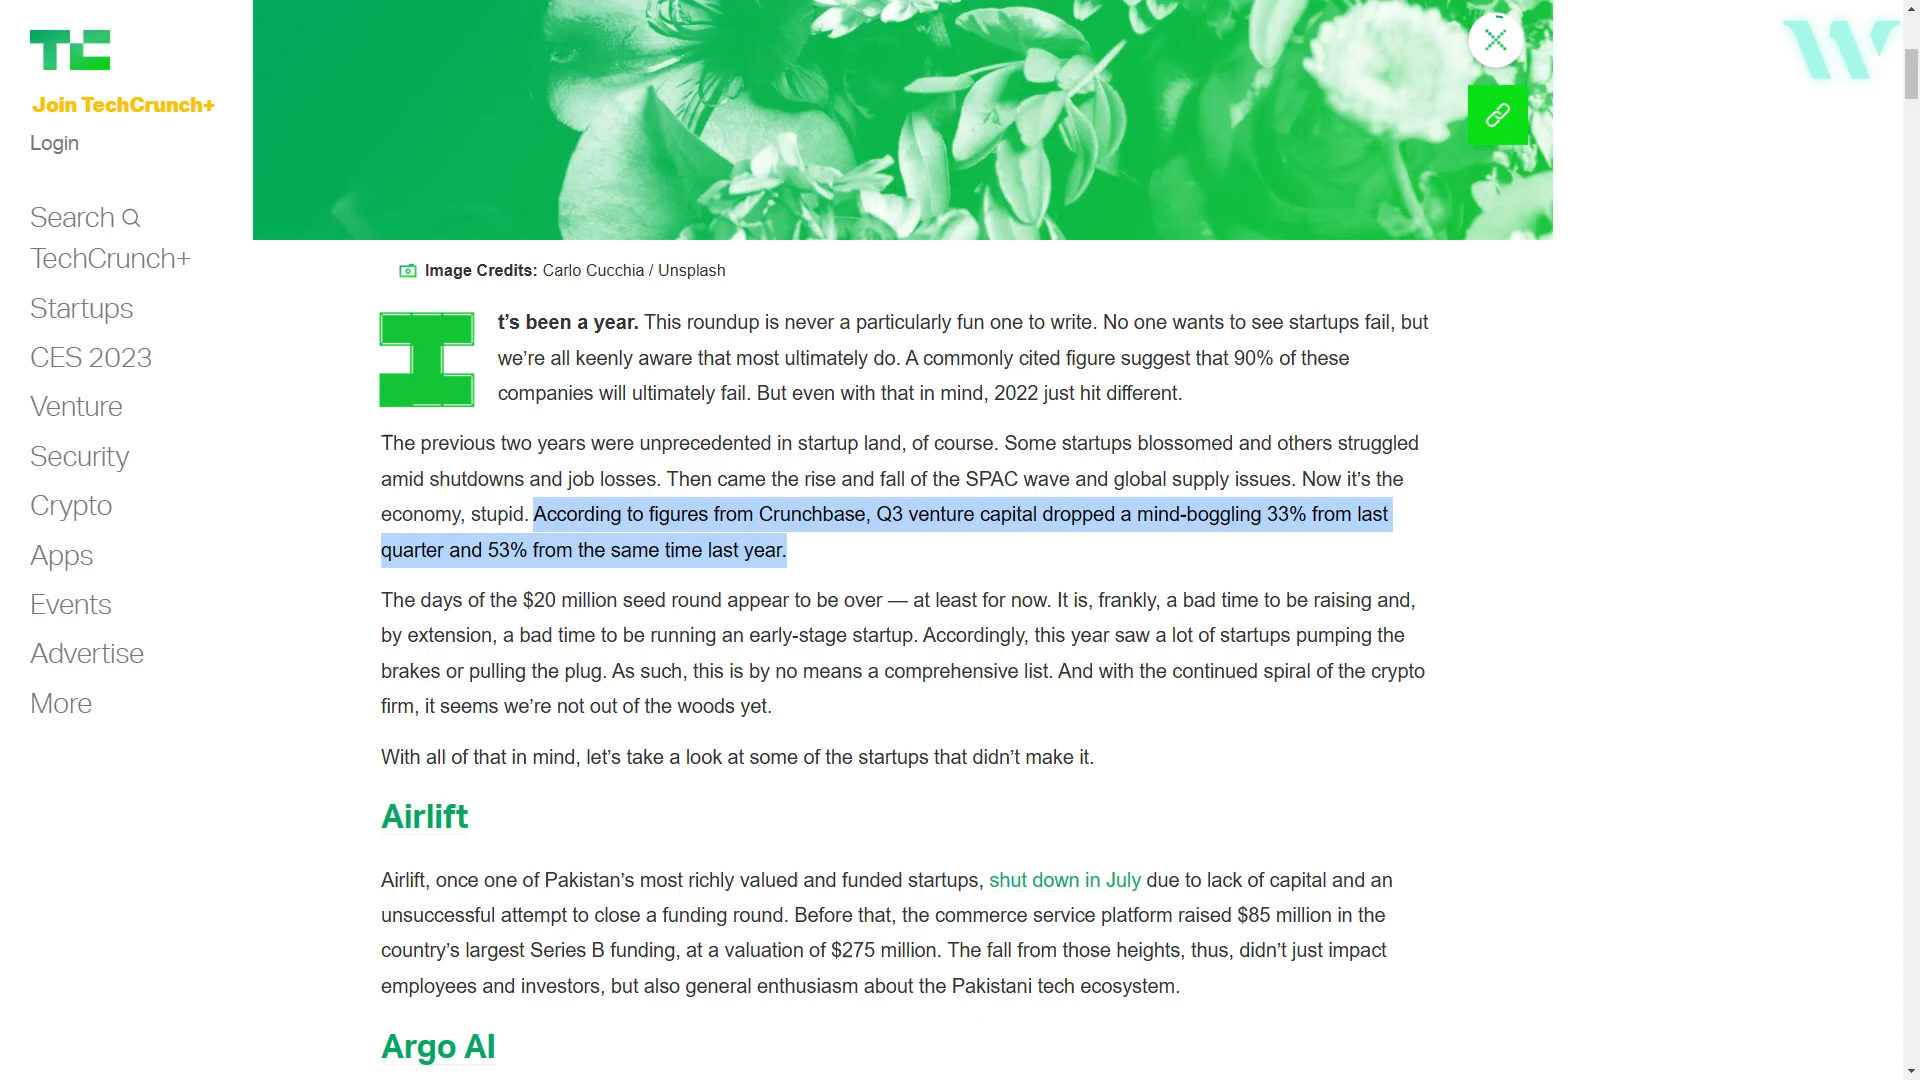 TC
Join TechCrunch+
Login
Search
TechCrunch+
Startups
CES 2023
Venture
Security
Crypto
Apps
Events
Advertise
More
W
Image Credits: Carlo Cucchia / Unsplash
It’s been a year. This roundup is never a particularly fun one to write. No one wants to see startups fail, but
we’re all keenly aware that most ultimately do. A commonly cited figure suggest that 90% of these
companies will ultimately fail. But even with that in mind, 2022 just hit different.
The previous two years were unprecedented in startup land, of course. Some startups blossomed and others struggled
amid shutdowns and job losses. Then came the rise and fall of the SPAC wave and global supply issues. Now it’s the
economy, stupid. According to figures from Crunchbase, Q3 venture capital dropped a mind-boggling 33% from last
quarter and 53% from the same time last year.
The days of the $20 million seed round appear to be over — at least for now. It is, frankly, a bad time to be raising and,
by extension, a bad time to be running an early-stage startup. Accordingly, this year saw a lot of startups pumping the
brakes or pulling the plug. As such, this is by no means a comprehensive list. And with the continued spiral of the crypto
firm, it seems we’re not out of the woods yet.
With all of that in mind, let’s take a look at some of the startups that didn’t make it.
Airlift
Airlift, once one of Pakistan’s most richly valued and funded startups, shut down in July due to lack of capital and an
unsuccessful attempt to close a funding round. Before that, the commerce service platform raised $85 million in the
country’s largest Series B funding, at a valuation of $275 million. The fall from those heights, thus, didn’t just impact
employees and investors, but also general enthusiasm about the Pakistani tech ecosystem.
Argo AI